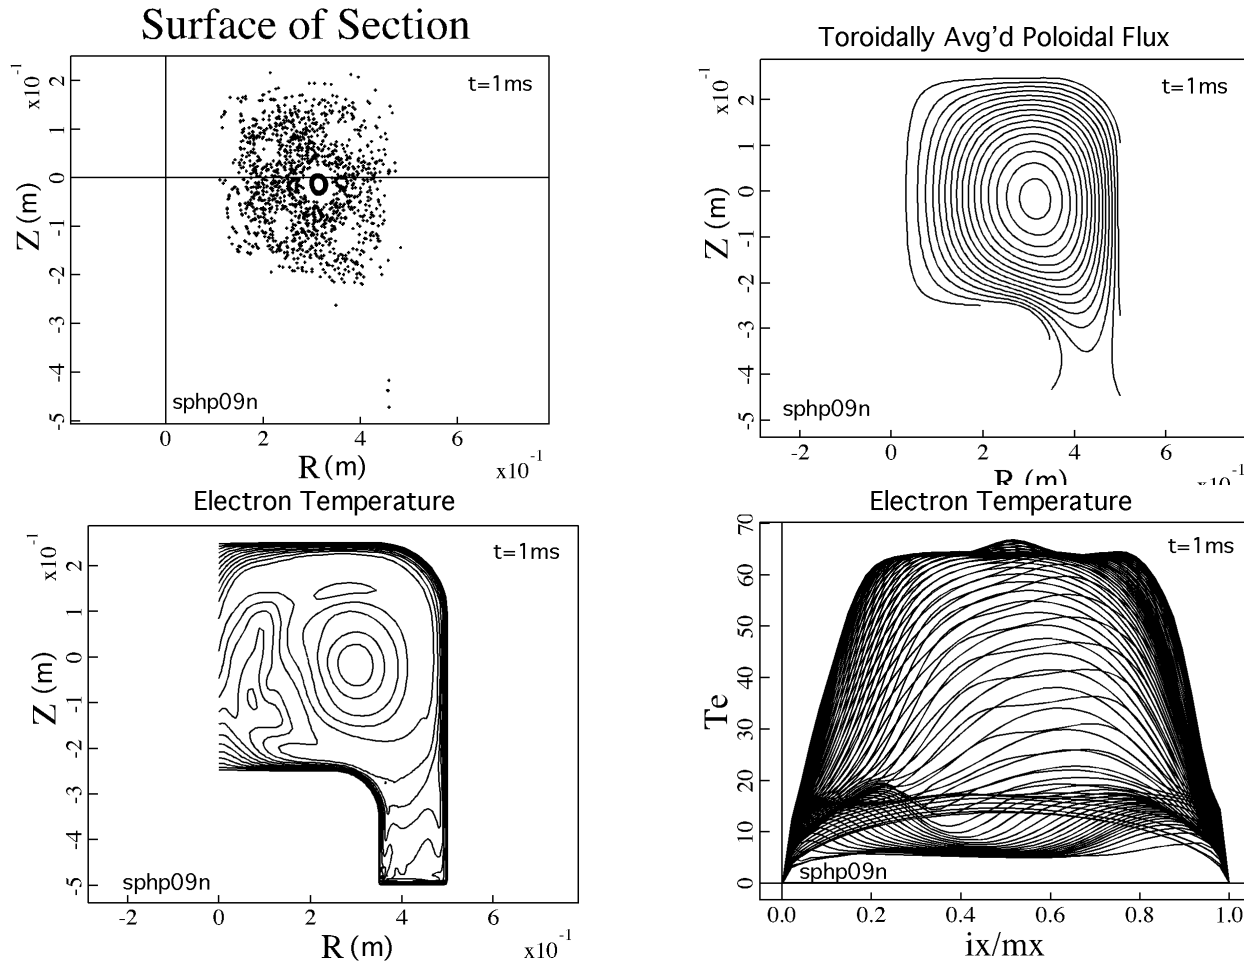 Surface of Section
x10^-1
t=1ms
2
1
0
-1
-2
-3
-4
-5
Z (m)
sphp09n
0 2 4 6
R (m) x10^-1
Toroidally Avg'd Poloidal Flux
x10^-1
t=1ms
2
1
0
-1
-2
-3
-4
-5
Z (m)
sphp09n
-2 0 2 4 6
R (m) x10^-1
Electron Temperature
x10^-1
t=1ms
2
1
0
-1
-2
-3
-4
-5
Z (m)
sphp09n
-2 0 2 4 6
R (m) x10^-1
Electron Temperature
t=1ms
70
60
50
40
30
20
10
0
Te
sphp09n
0.0 0.2 0.4 0.6 0.8 1.0
ix/mx